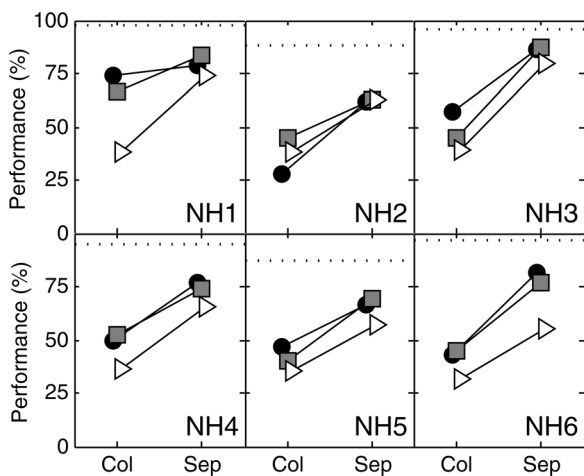 100
75
50
25
0
Performance (%)
NH1
NH2
NH3
75
50
25
0
Performance (%)
NH4
NH5
NH6
Col
Sep
Col
Sep
Col
Sep